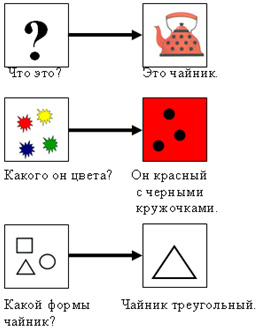 ?
Что это?
Это чайник.
Какого он цвета?
Он красный
с черными
кружочками.
Какой формы
чайник?
Чайник треугольный.